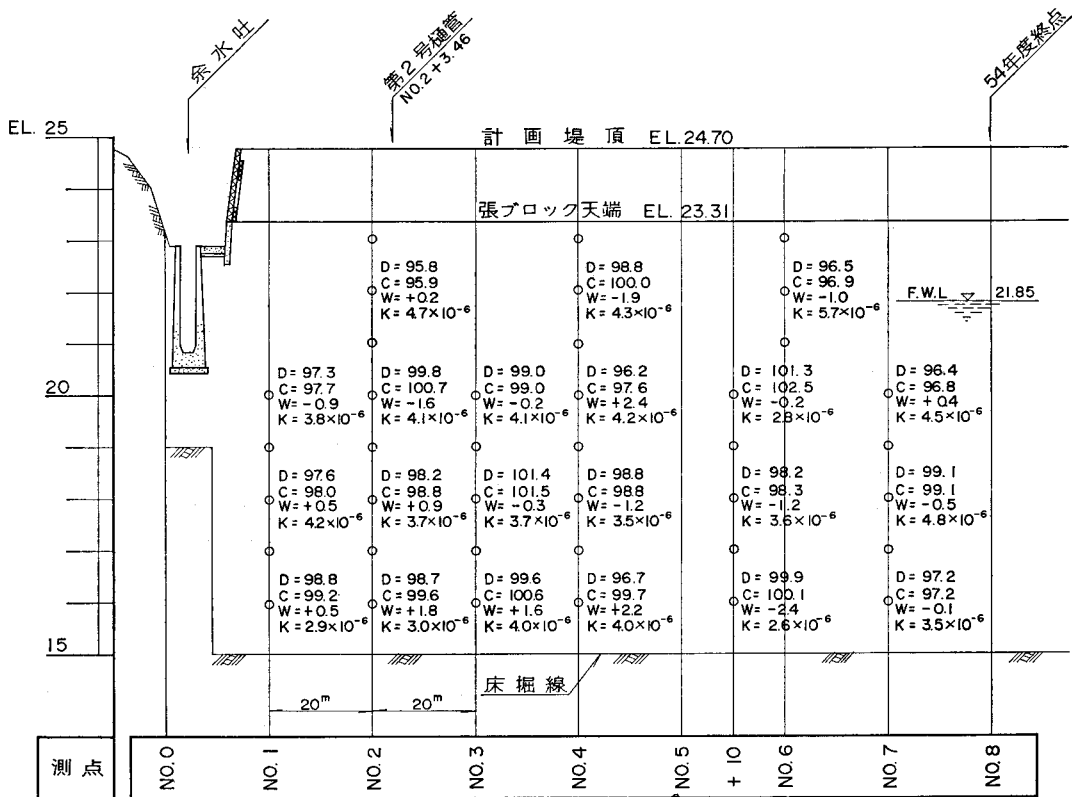 余水吐
第2号樋管
NO.2+3.46
54年度終点
EL. 25
計画堤頂 EL.24.70
張ブロック天端 EL. 23.31
D = 95.8
C = 95.9
W = +0.2
K = 4.7×10⁻⁶
D = 98.8
C = 100.0
W = -1.9
K = 4.3×10⁻⁶
D = 96.5
C = 96.9
W = -1.0
K = 5.7×10⁻⁶
F.W.L 21.85
20
D = 97.3
C = 97.7
W = -0.9
K = 3.8×10⁻⁶
D = 99.8
C = 100.7
W = -1.6
K = 4.1×10⁻⁶
D = 99.0
C = 99.0
W = -0.2
K = 4.1×10⁻⁶
D = 96.2
C = 97.6
W = +2.4
K = 4.2×10⁻⁶
D = 101.3
C = 102.5
W = -0.2
K = 2.8×10⁻⁶
D = 96.4
C = 96.8
W = +0.4
K = 4.5×10⁻⁶
D = 97.6
C = 98.0
W = +0.5
K = 4.2×10⁻⁶
D = 98.2
C = 98.8
W = +0.9
K = 3.7×10⁻⁶
D = 101.4
C = 101.5
W = -0.3
K = 3.7×10⁻⁶
D = 98.8
C = 98.8
W = -1.2
K = 3.5×10⁻⁶
D = 98.2
C = 98.3
W = -1.2
K = 3.6×10⁻⁶
D = 99.1
C = 99.1
W = -0.5
K = 4.8×10⁻⁶
D = 98.8
C = 99.2
W = +0.5
K = 2.9×10⁻⁶
D = 98.7
C = 99.6
W = +1.8
K = 3.0×10⁻⁶
D = 99.6
C = 100.6
W = +1.6
K = 4.0×10⁻⁶
D = 96.7
C = 99.7
W = +2.2
K = 4.0×10⁻⁶
D = 99.9
C = 100.1
W = -2.4
K = 2.6×10⁻⁶
D = 97.2
C = 97.2
W = -0.1
K = 3.5×10⁻⁶
15
床掘線
20ᵐ
20ᵐ
測点
NO.0
NO.1
NO.2
NO.3
NO.4
NO.5
+10
NO.6
NO.7
NO.8